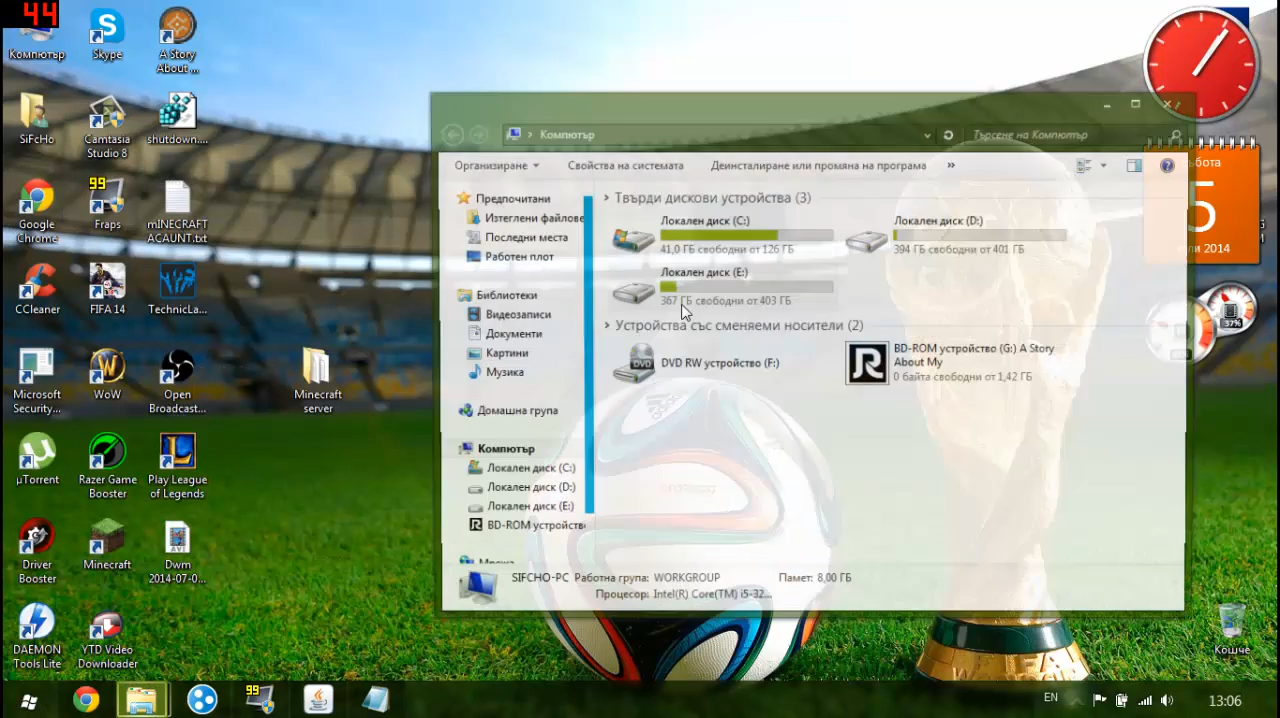 44
Компютър
Skype
A Story
About ...
SiFcHo
Camtasia
Studio 8
shutdown....
Google
Chrome
99
Fraps
mINECRAFT
ACAUNT.txt
CCleaner
FIFA 14
TechnicLa...
Microsoft
Security...
WoW
Open
Broadcast...
Minecraft
server
µTorrent
Razer Game
Booster
Play League
of Legends
Driver
Booster
Minecraft
AVI
Dwm
2014-07-0...
DAEMON
Tools Lite
YTD Video
Downloader
Компютър
Търсене на Компютър
Организиране
Свойства на системата
Деинсталиране или промяна на програма
»
Предпочитани
Изтеглени файлове
Последни места
Работен плот
Библиотеки
Видеозаписи
Документи
Картини
Музика
Домашна група
Компютър
Локален диск (C:)
Локален диск (D:)
Локален диск (E:)
BD-ROM устройств
Твърди дискови устройства (3)
Локален диск (C:)
41,0 ГБ свободни от 126 ГБ
Локален диск (D:)
394 ГБ свободни от 401 ГБ
Локален диск (E:)
367 ГБ свободни от 403 ГБ
Устройства със сменяеми носители (2)
DVD
DVD RW устройство (F:)
R
BD-ROM устройство (G:) A Story
About My
0 байта свободни от 1,42 ГБ
SIFCHO-PC Работна група: WORKGROUP Памет: 8,00 ГБ
Процесор: Intel(R) Core(TM) i5-32...
adidas
ъбота
5
2014
37%
Кошче
99
EN
13:06